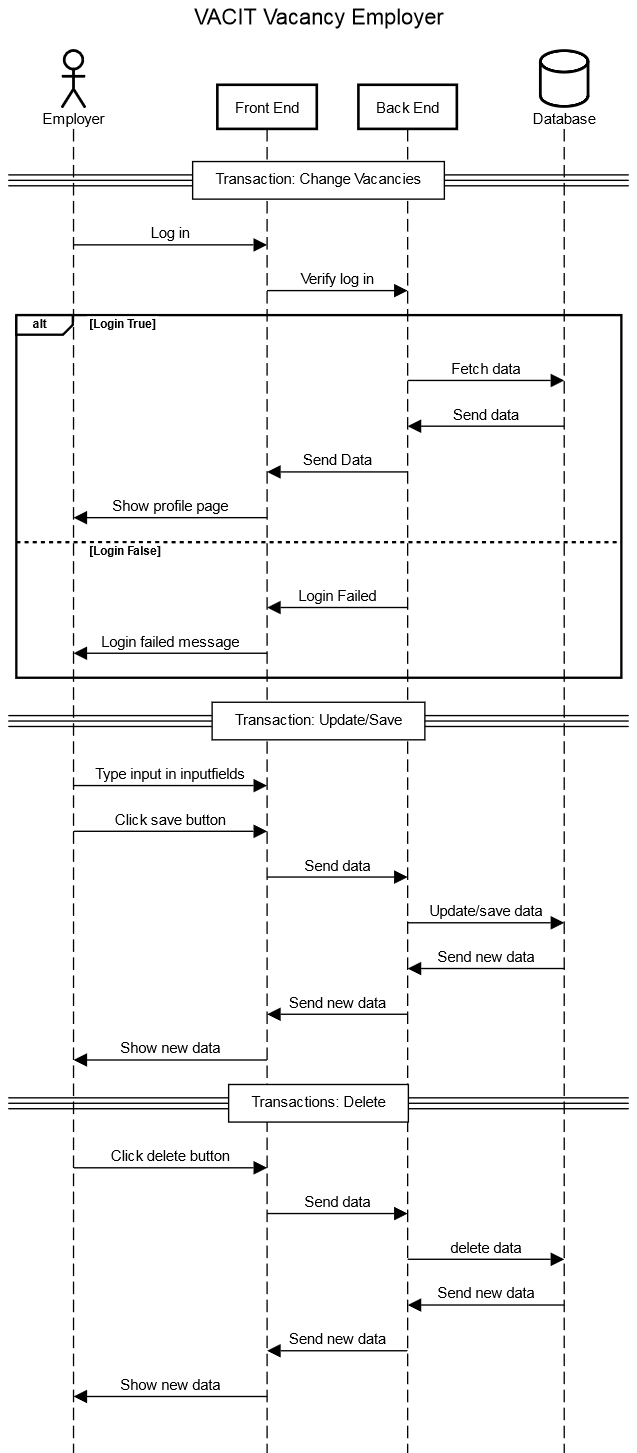 VACIT Vacancy Employer
Employer
Front End
Back End
Database
Transaction: Change Vacancies
Log in
Verify log in
alt
[Login True]
Fetch data
Send data
Send Data
Show profile page
[Login False]
Login Failed
Login failed message
Transaction: Update/Save
Type input in inputfields
Click save button
Send data
Update/save data
Send new data
Send new data
Show new data
Transactions: Delete
Click delete button
Send data
delete data
Send new data
Send new data
Show new data